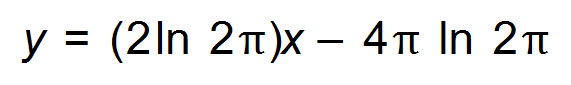 y = (2ln 2π)x – 4π ln 2π